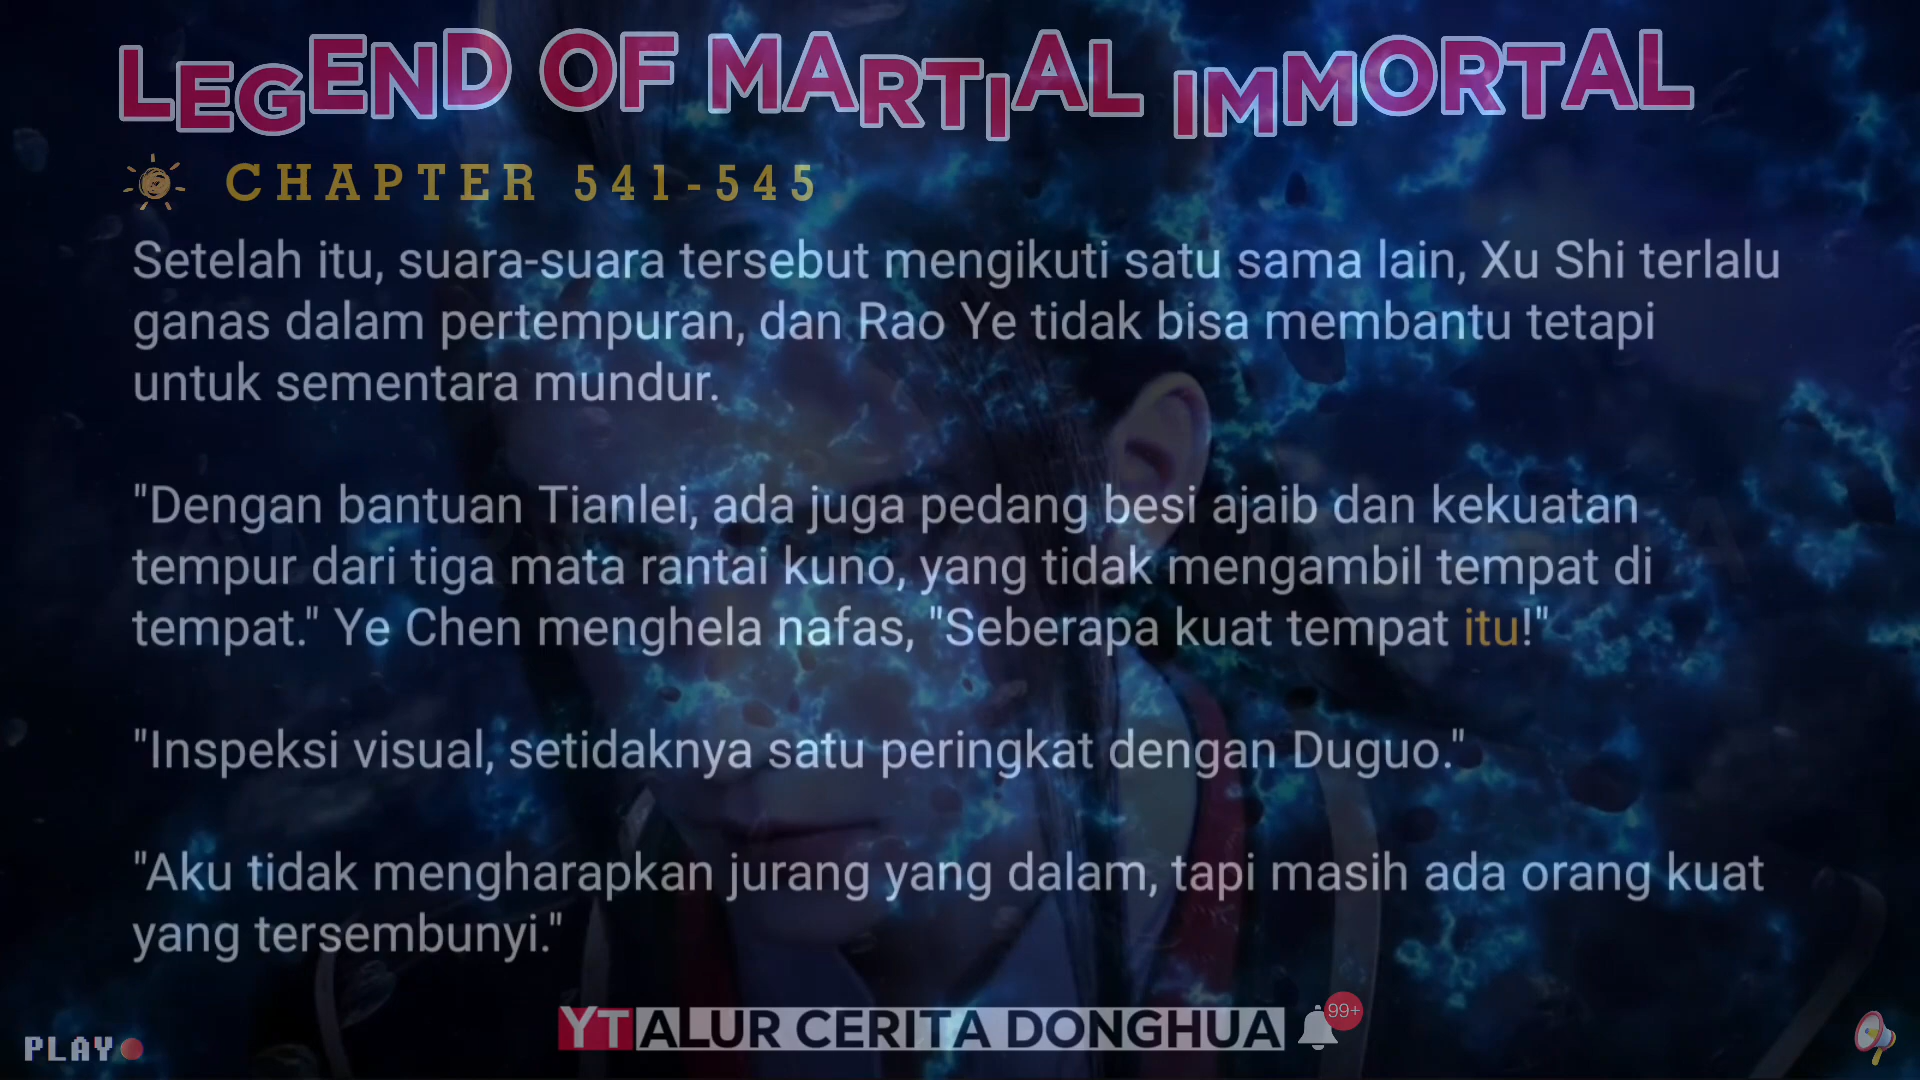 LEGEND OF MARTIAL IMMORTAL
CHAPTER 541-545
Setelah itu, suara-suara tersebut mengikuti satu sama lain, Xu Shi terlalu
ganas dalam pertempuran, dan Rao Ye tidak bisa membantu tetapi
untuk sementara mundur.
"Dengan bantuan Tianlei, ada juga pedang besi ajaib dan kekuatan
tempur dari tiga mata rantai kuno, yang tidak mengambil tempat di
tempat." Ye Chen menghela nafas, "Seberapa kuat tempat itu!"
"Inspeksi visual, setidaknya satu peringkat dengan Duguo."
"Aku tidak mengharapkan jurang yang dalam, tapi masih ada orang kuat
yang tersembunyi."
YT ALUR CERITA DONGHUA
99+
PLAY